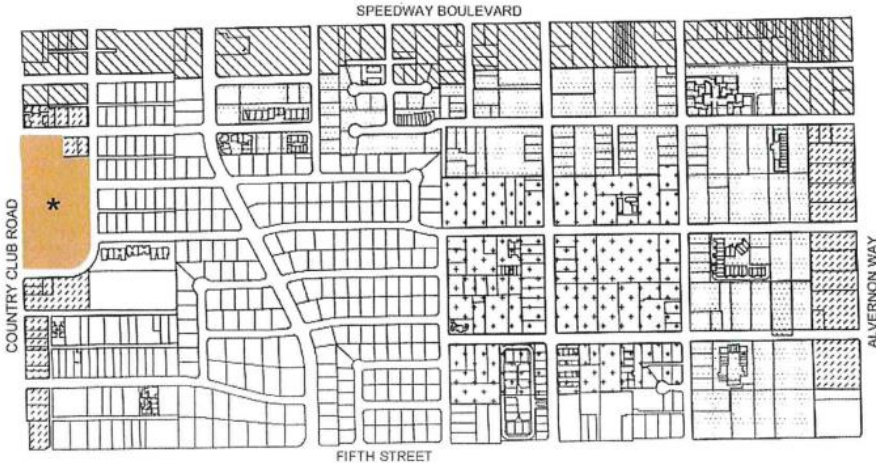 SPEEDWAY BOULEVARD
COUNTRY CLUB ROAD
*
ALVERNON WAY
FIFTH STREET